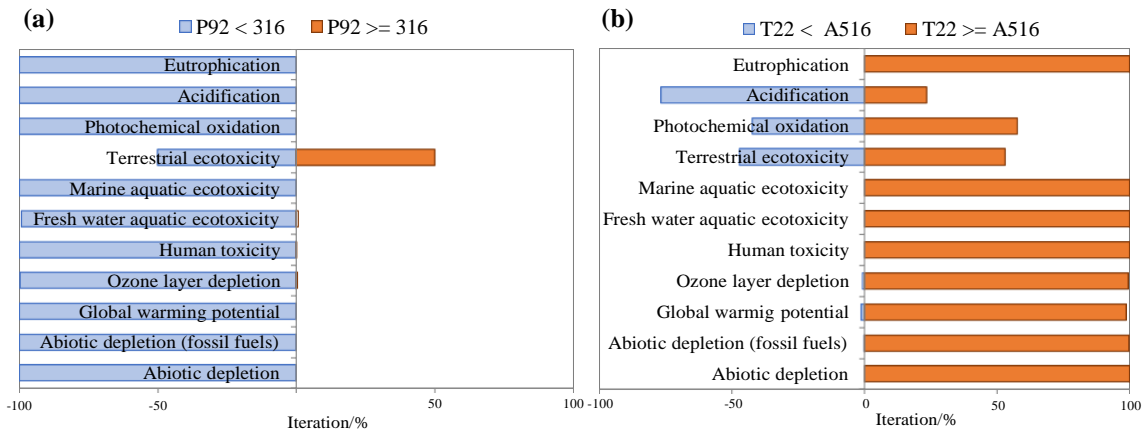 (a)
P92 < 316 P92 >= 316
Eutrophication
Acidification
Photochemical oxidation
Terrestrial ecotoxicity
Marine aquatic ecotoxicity
Fresh water aquatic ecotoxicity
Human toxicity
Ozone layer depletion
Global warming potential
Abiotic depletion (fossil fuels)
Abiotic depletion
-100 -50 0 50 100
Iteration/%
(b)
T22 < A516 T22 >= A516
Eutrophication
Acidification
Photochemical oxidation
Terrestrial ecotoxicity
Marine aquatic ecotoxicity
Fresh water aquatic ecotoxicity
Human toxicity
Ozone layer depletion
Global warmig potential
Abiotic depletion (fossil fuels)
Abiotic depletion
-100 -50 0 50 100
Iteration/%